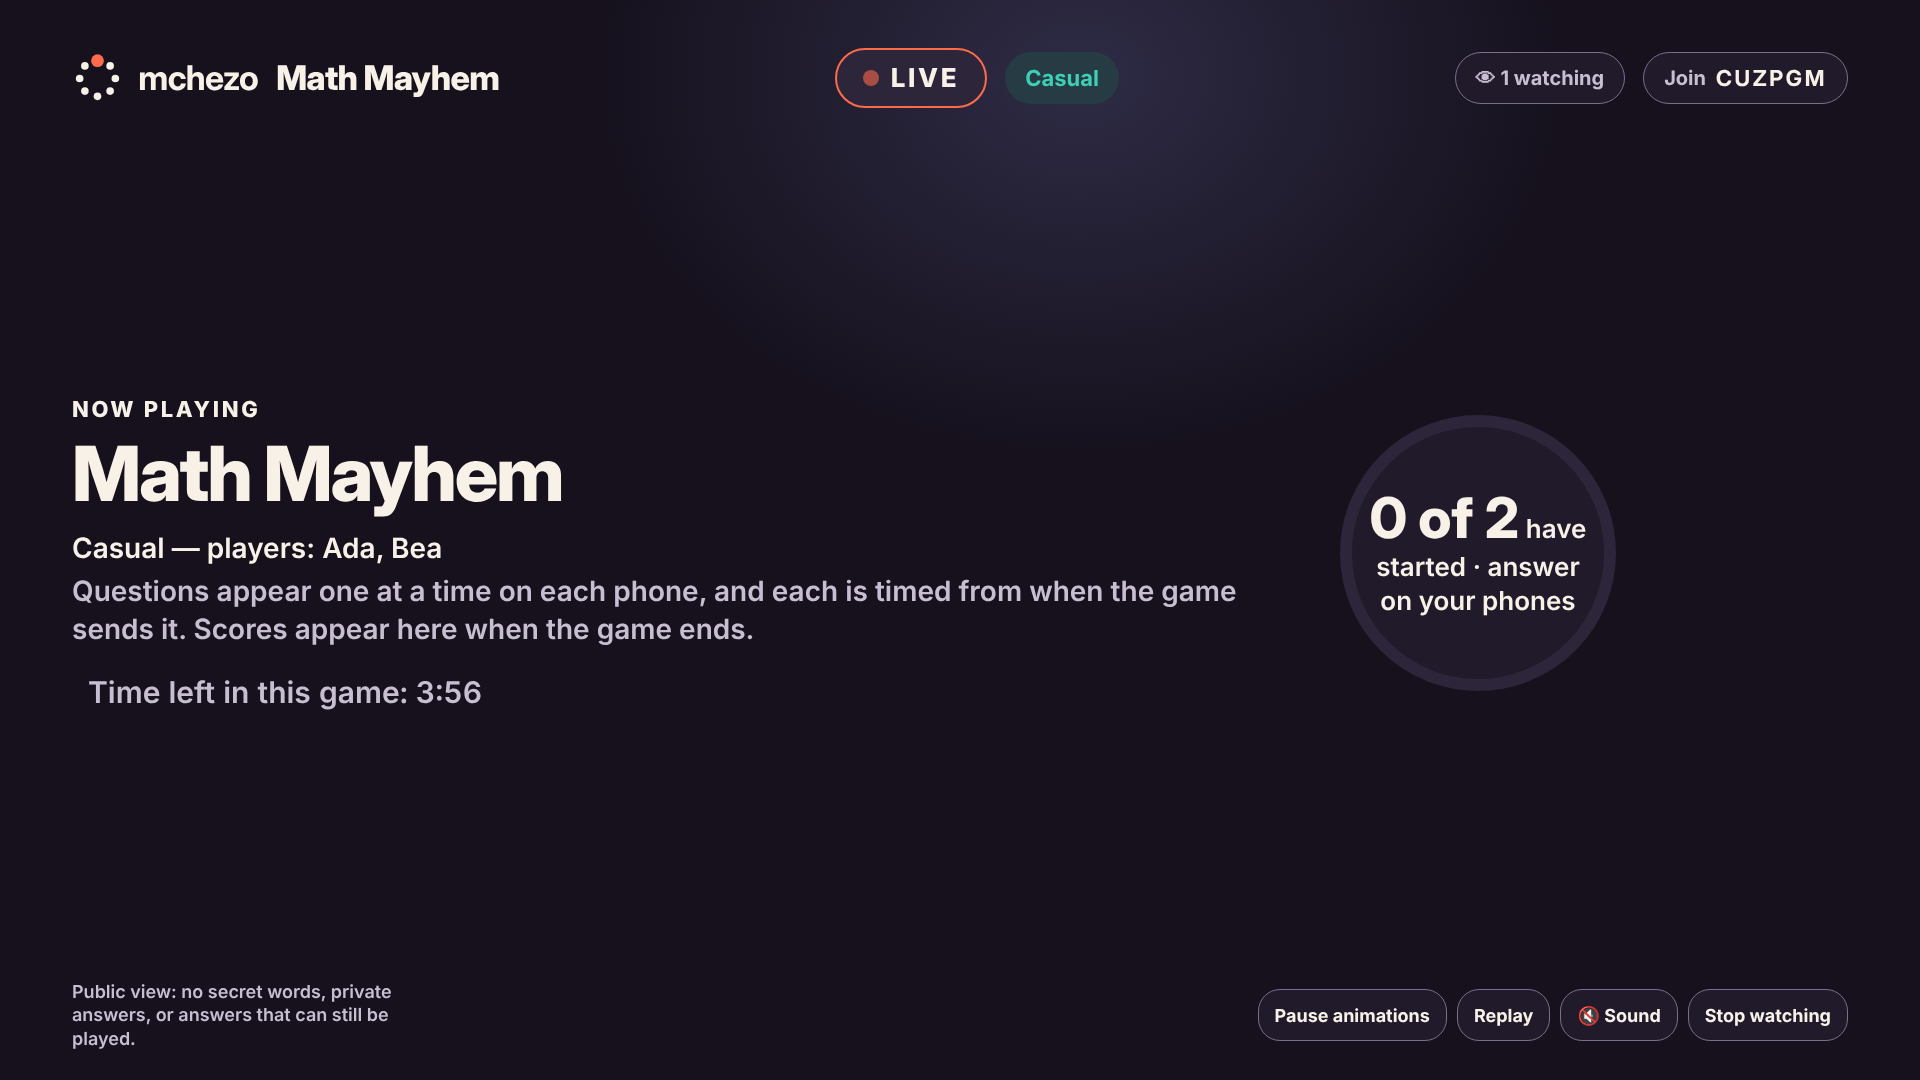 mchezo Math Mayhem
LIVE
Casual
1 watching
Join CUZPGM
NOW PLAYING
Math Mayhem
Casual — players: Ada, Bea
Questions appear one at a time on each phone, and each is timed from when the game
sends it. Scores appear here when the game ends.
Time left in this game: 3:56
0 of 2 have
started · answer
on your phones
Public view: no secret words, private
answers, or answers that can still be
played.
Pause animations
Replay
Sound
Stop watching